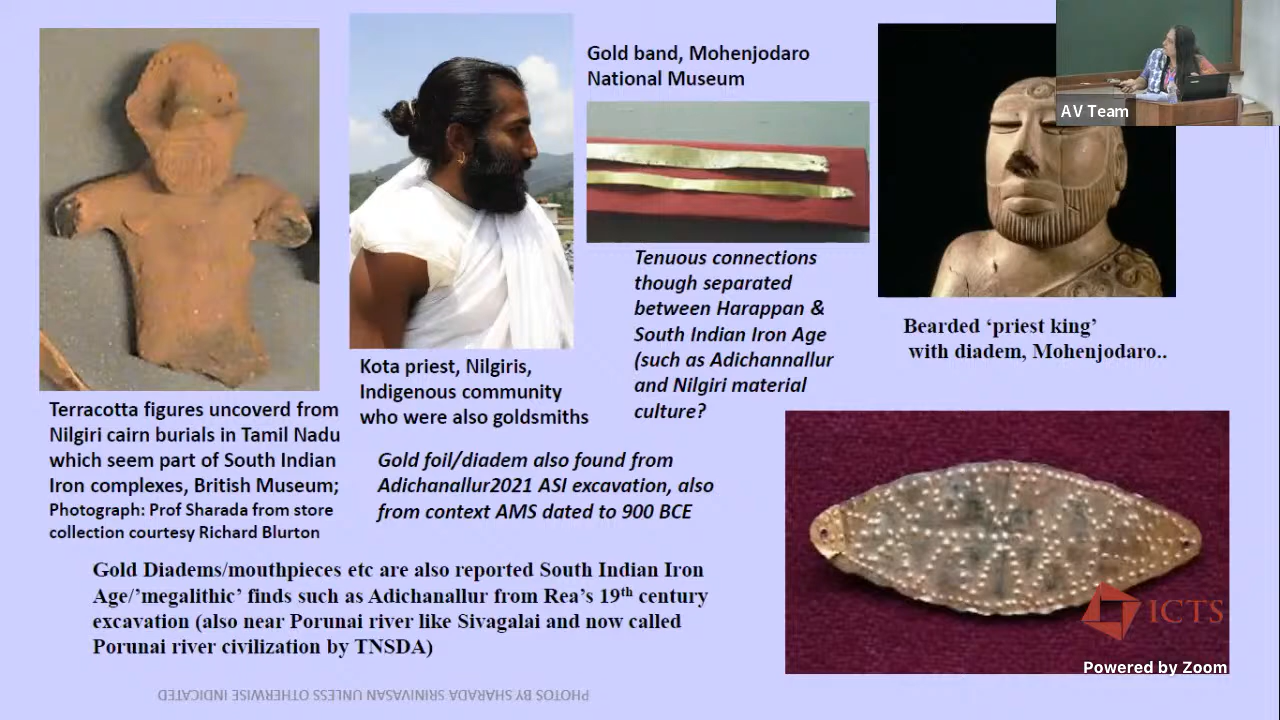 Gold band, Mohenjodaro
National Museum
AV Team
Tenuous connections
though separated
between Harappan &
South Indian Iron Age
(such as Adichannallur
and Nilgiri material
culture?
Bearded ‘priest king’
with diadem, Mohenjodaro..
Kota priest, Nilgiris,
Indigenous community
who were also goldsmiths
Terracotta figures uncoverd from
Nilgiri cairn burials in Tamil Nadu
which seem part of South Indian
Iron complexes, British Museum;
Photograph: Prof Sharada from store
collection courtesy Richard Blurton
Gold foil/diadem also found from
Adichanallur2021 ASI excavation, also
from context AMS dated to 900 BCE
Gold Diadems/mouthpieces etc are also reported South Indian Iron
Age/’megalithic’ finds such as Adichanallur from Rea’s 19th century
excavation (also near Porunai river like Sivagalai and now called
Porunai river civilization by TNSDA)
ICTS
Powered by Zoom
PHOTOS BY SHARADA SRINIVASAN UNLESS OTHERWISE INDICATED